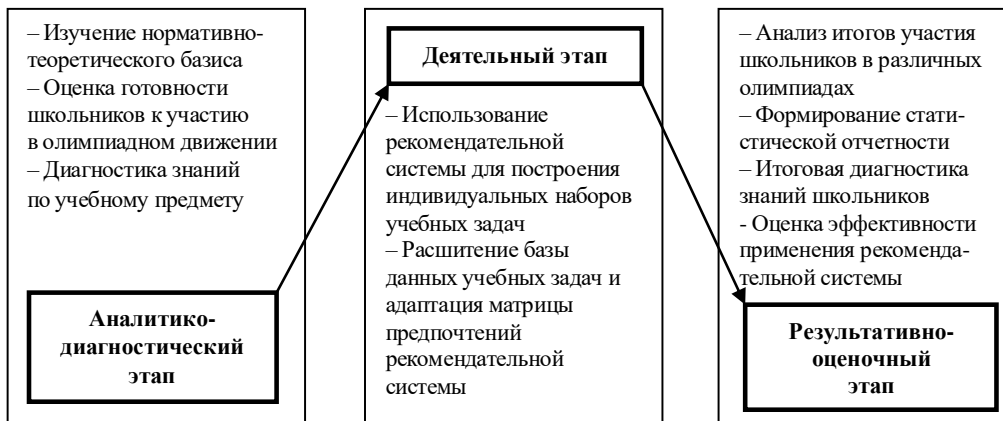 – Изучение нормативно-
теоретического базиса
– Оценка готовности
школьников к участию
в олимпиадном движении
– Диагностика знаний
по учебному предмету
Аналитико-
диагностический
этап
Деятельный этап
– Использование
рекомендательной
системы для построения
индивидуальных наборов
учебных задач
– Расшитение базы
данных учебных задач и
адаптация матрицы
предпочтений
рекомендательной
системы
– Анализ итогов участия
школьников в различных
олимпиадах
– Формирование стати-
стической отчетности
– Итоговая диагностика
знаний школьников
- Оценка эффективности
применения рекоменда-
тельной системы
Результативно-
оценочный
этап